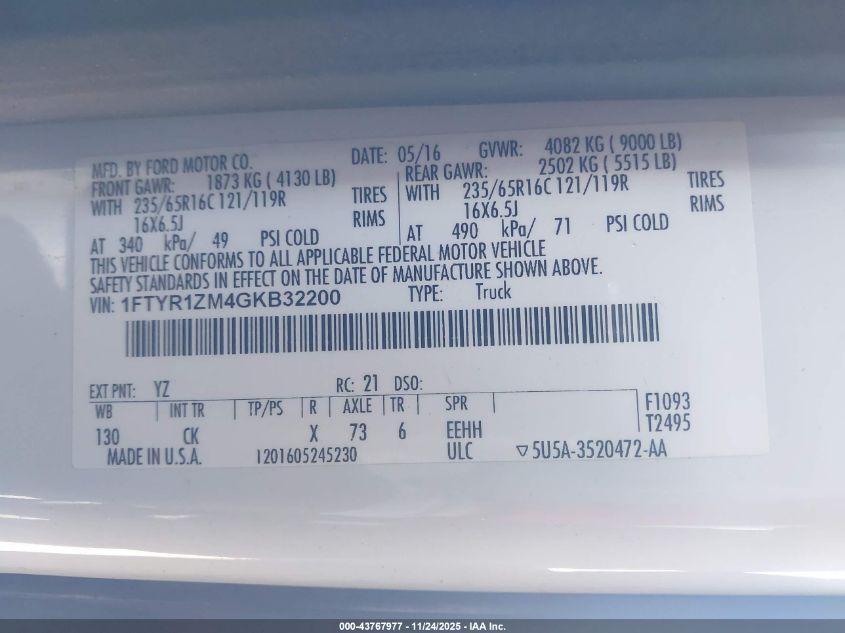 MFD. BY FORD MOTOR CO. DATE: 05/16 GVWR: 4082 KG ( 9000 LB)
FRONT GAWR: 1873 KG ( 4130 LB) REAR GAWR: 2502 KG ( 5515 LB)
WITH 235/65R16C 121/119R TIRES WITH 235/65R16C 121/119R TIRES
16X6.5J RIMS 16X6.5J RIMS
AT 340 kPa/ 49 PSI COLD AT 490 kPa/ 71 PSI COLD
THIS VEHICLE CONFORMS TO ALL APPLICABLE FEDERAL MOTOR VEHICLE
SAFETY STANDARDS IN EFFECT ON THE DATE OF MANUFACTURE SHOWN ABOVE.
VIN: 1FTYR1ZM4GKB32200 TYPE: Truck
EXT PNT: YZ RC: 21 DSO:
WB INT TR TP/PS R AXLE TR SPR F1093
130 CK X 73 6 EEHH T2495
MADE IN U.S.A. 1201605245230 ULC ▽5U5A-3520472-AA
000-43767977 - 11/24/2025 - IAA Inc.